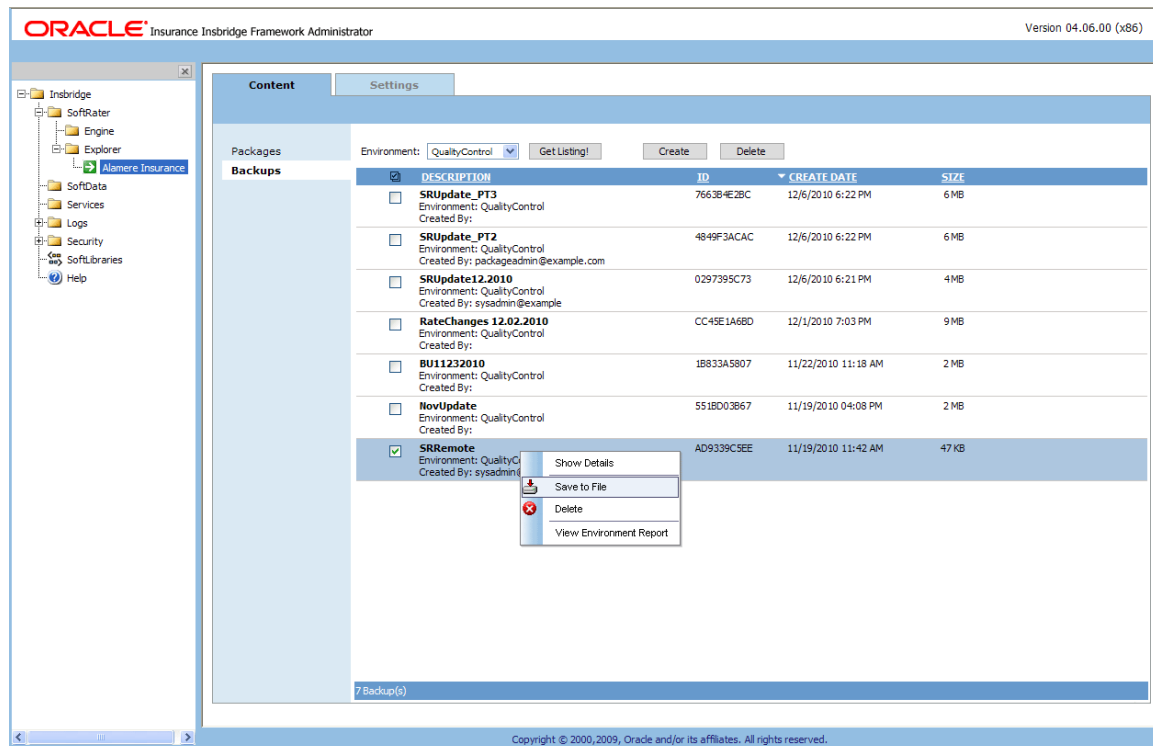 ORACLE Insurance Insbridge Framework Administrator
Version 04.06.00 (x86)
Insbridge
SoftRater
Engine
Explorer
Alamere Insurance
SoftData
Services
Logs
Security
SoftLibraries
Help
Content
Settings
Packages
Backups
Environment: QualityControl Get Listing! Create Delete
DESCRIPTION ID CREATE DATE SIZE
SRUpdate_PT3 7663B4E2BC 12/6/2010 6:22 PM 6 MB
Environment: QualityControl
Created By:
SRUpdate_PT2 4849F3ACAC 12/6/2010 6:22 PM 6 MB
Environment: QualityControl
Created By: packageadmin@example.com
SRUpdate12.2010 0297395C73 12/6/2010 6:21 PM 4 MB
Environment: QualityControl
Created By: sysadmin@example
RateChanges 12.02.2010 CC45E1A6BD 12/1/2010 7:03 PM 9 MB
Environment: QualityControl
Created By:
BU11232010 1B833A5807 11/22/2010 11:18 AM 2 MB
Environment: QualityControl
Created By:
NovUpdate 551BD03B67 11/19/2010 04:08 PM 2 MB
Environment: QualityControl
Created By:
SRRemote AD9339C5EE 11/19/2010 11:42 AM 47 KB
Environment: QualityC
Created By: sysadmin@
Show Details
Save to File
Delete
View Environment Report
7 Backup(s)
Copyright © 2000,2009, Oracle and/or its affiliates. All rights reserved.